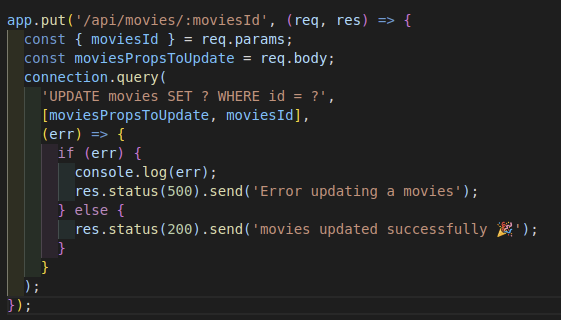 app.put('/api/movies/:moviesId', (req, res) => {
  const { moviesId } = req.params;
  const moviesPropsToUpdate = req.body;
  connection.query(
    'UPDATE movies SET ? WHERE id = ?',
    [moviesPropsToUpdate, moviesId],
    (err) => {
      if (err) {
        console.log(err);
        res.status(500).send('Error updating a movies');
      } else {
        res.status(200).send('movies updated successfully 🎉');
      }
    }
  );
});